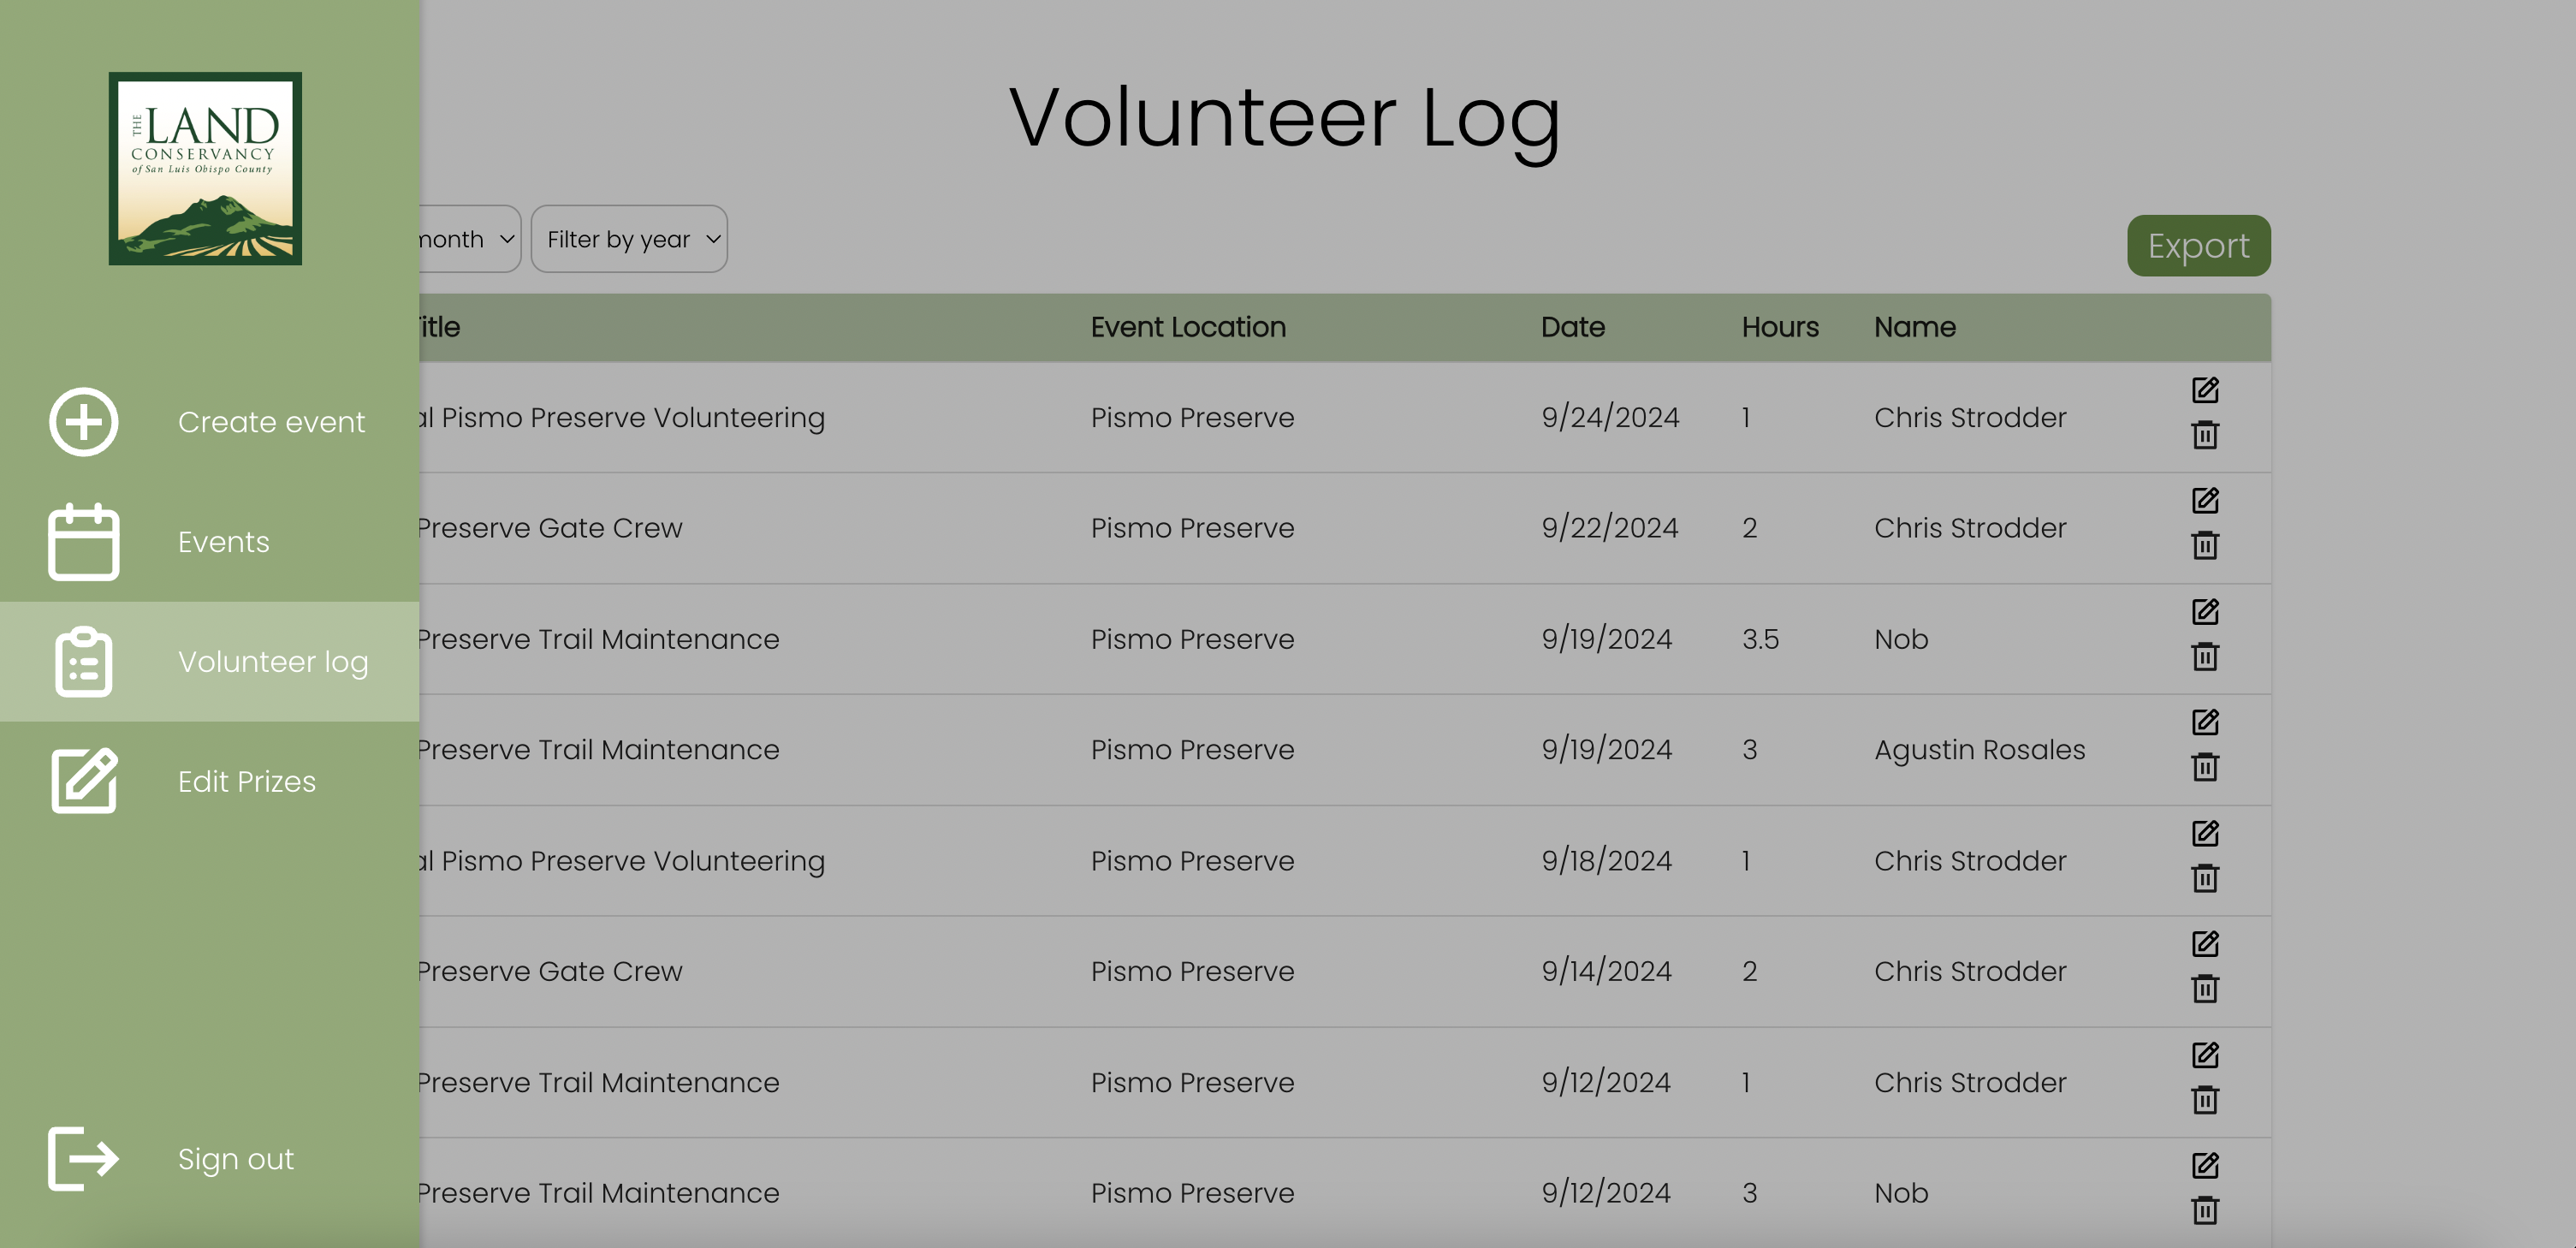 THE LAND
CONSERVANCY
of San Luis Obispo County
Create event
Events
Volunteer log
Edit Prizes
Sign out
Volunteer Log
month
Filter by year
Export
itle Event Location Date Hours Name
al Pismo Preserve Volunteering Pismo Preserve 9/24/2024 1 Chris Strodder
Preserve Gate Crew Pismo Preserve 9/22/2024 2 Chris Strodder
Preserve Trail Maintenance Pismo Preserve 9/19/2024 3.5 Nob
Preserve Trail Maintenance Pismo Preserve 9/19/2024 3 Agustin Rosales
al Pismo Preserve Volunteering Pismo Preserve 9/18/2024 1 Chris Strodder
Preserve Gate Crew Pismo Preserve 9/14/2024 2 Chris Strodder
Preserve Trail Maintenance Pismo Preserve 9/12/2024 1 Chris Strodder
Preserve Trail Maintenance Pismo Preserve 9/12/2024 3 Nob